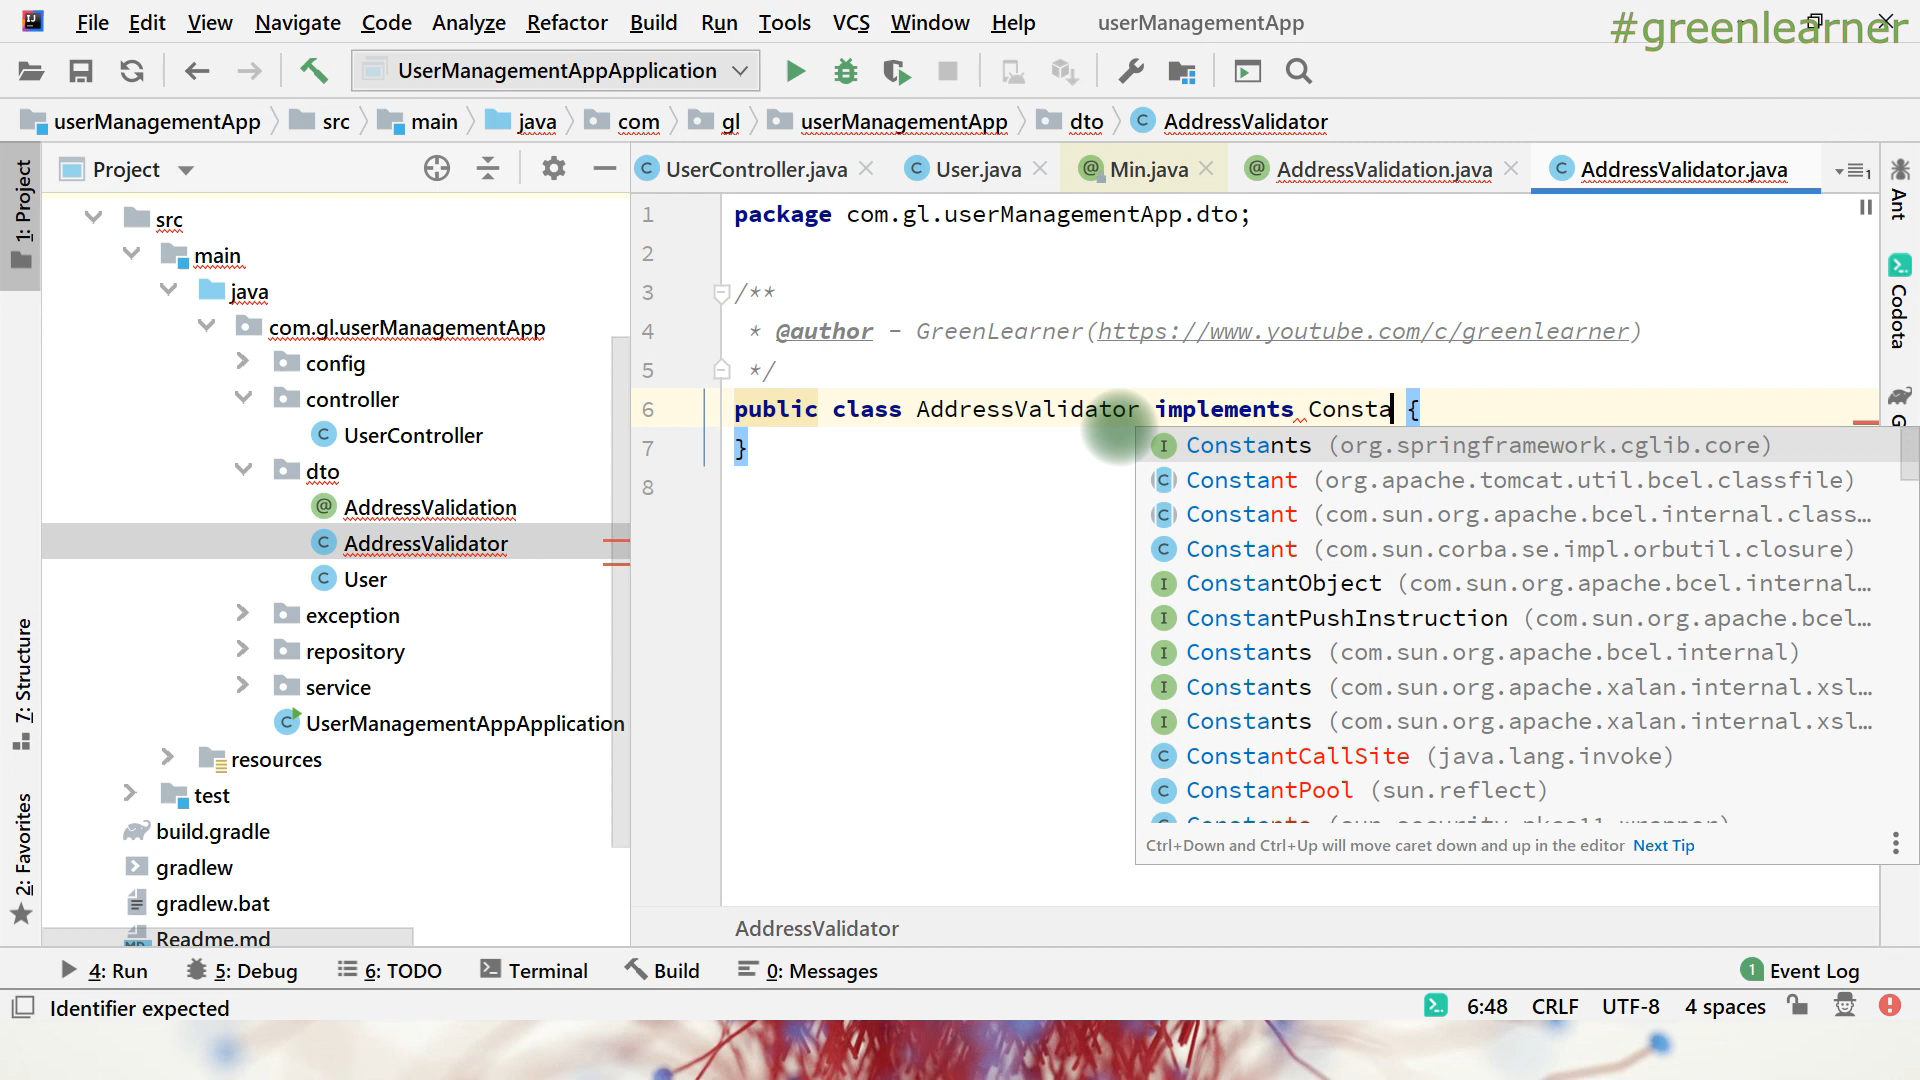 File Edit View Navigate Code Analyze Refactor Build Run Tools VCS Window Help userManagementApp
#greenlearner
UserManagementAppApplication
userManagementApp src main java com gl userManagementApp dto AddressValidator
Project
UserController.java User.java Min.java AddressValidation.java AddressValidator.java
1: Project
7: Structure
2: Favorites
src
main
java
com.gl.userManagementApp
config
controller
UserController
dto
AddressValidation
AddressValidator
User
exception
repository
service
UserManagementAppApplication
resources
test
build.gradle
gradlew
gradlew.bat
Readme.md
1 package com.gl.userManagementApp.dto;
2
3 /**
4 * @author - GreenLearner(https://www.youtube.com/c/greenlearner)
5 */
6 public class AddressValidator implements Consta {
7 }
8
Constants (org.springframework.cglib.core)
Constant (org.apache.tomcat.util.bcel.classfile)
Constant (com.sun.org.apache.bcel.internal.class…
Constant (com.sun.corba.se.impl.orbutil.closure)
ConstantObject (com.sun.org.apache.bcel.internal…
ConstantPushInstruction (com.sun.org.apache.bcel…
Constants (com.sun.org.apache.bcel.internal)
Constants (com.sun.org.apache.xalan.internal.xsl…
Constants (com.sun.org.apache.xalan.internal.xsl…
ConstantCallSite (java.lang.invoke)
ConstantPool (sun.reflect)
Ctrl+Down and Ctrl+Up will move caret down and up in the editor Next Tip
AddressValidator
Ant
Codota
4: Run 5: Debug 6: TODO Terminal Build 0: Messages 1 Event Log
Identifier expected 6:48 CRLF UTF-8 4 spaces